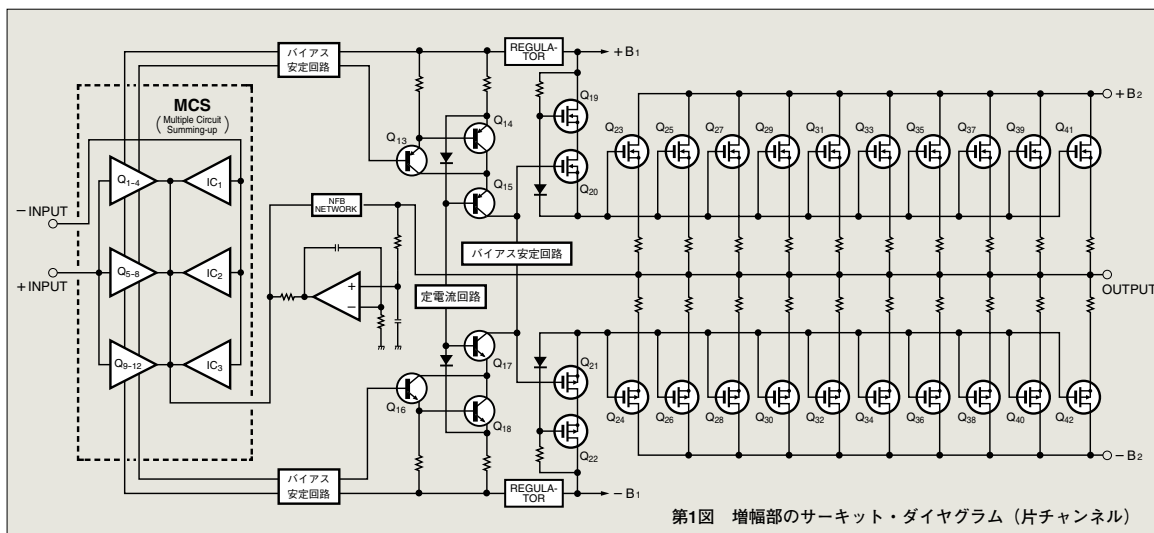 バイアス
安定回路
REGULA-
TOR
+B1
MCS
(Multiple Circuit
Summing-up)
Q13
Q14
Q15
Q19
Q20
Q23
Q25
Q27
Q29
Q31
Q33
Q35
Q37
Q39
Q41
+B2
Q1-4
IC1
−INPUT
NFB
NETWORK
バイアス安定回路
Q5-8
IC2
+INPUT
+
−
定電流回路
OUTPUT
Q9-12
IC3
Q16
Q17
Q18
Q21
Q22
Q24
Q26
Q28
Q30
Q32
Q34
Q36
Q38
Q40
Q42
−B2
バイアス
安定回路
REGULA-
TOR
−B1
第1図 増幅部のサーキット・ダイヤグラム(片チャンネル)